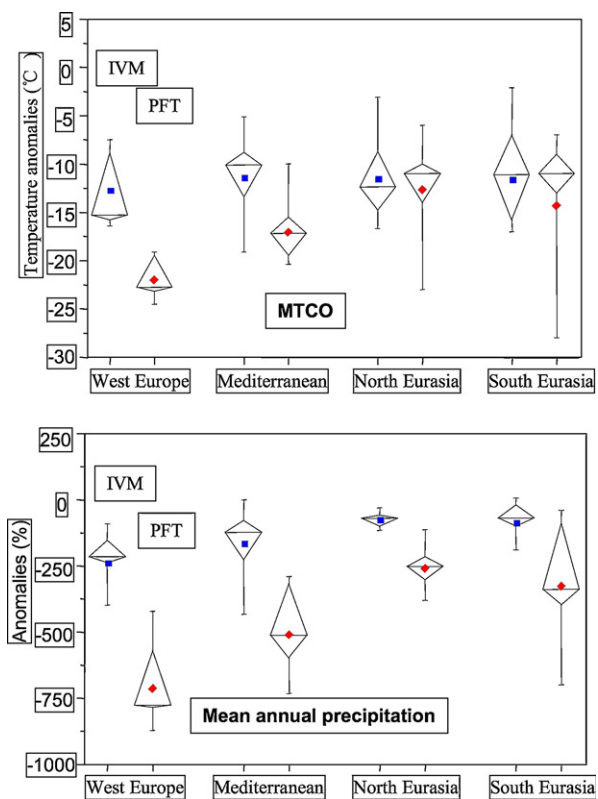 5
0
-5
-10
-15
-20
-25
-30
Temperature anomalies (℃)
IVM
PFT
MTCO
West Europe
Mediterranean
North Eurasia
South Eurasia
250
0
-250
-500
-750
-1000
Anomalies (%)
IVM
PFT
Mean annual precipitation
West Europe
Mediterranean
North Eurasia
South Eurasia